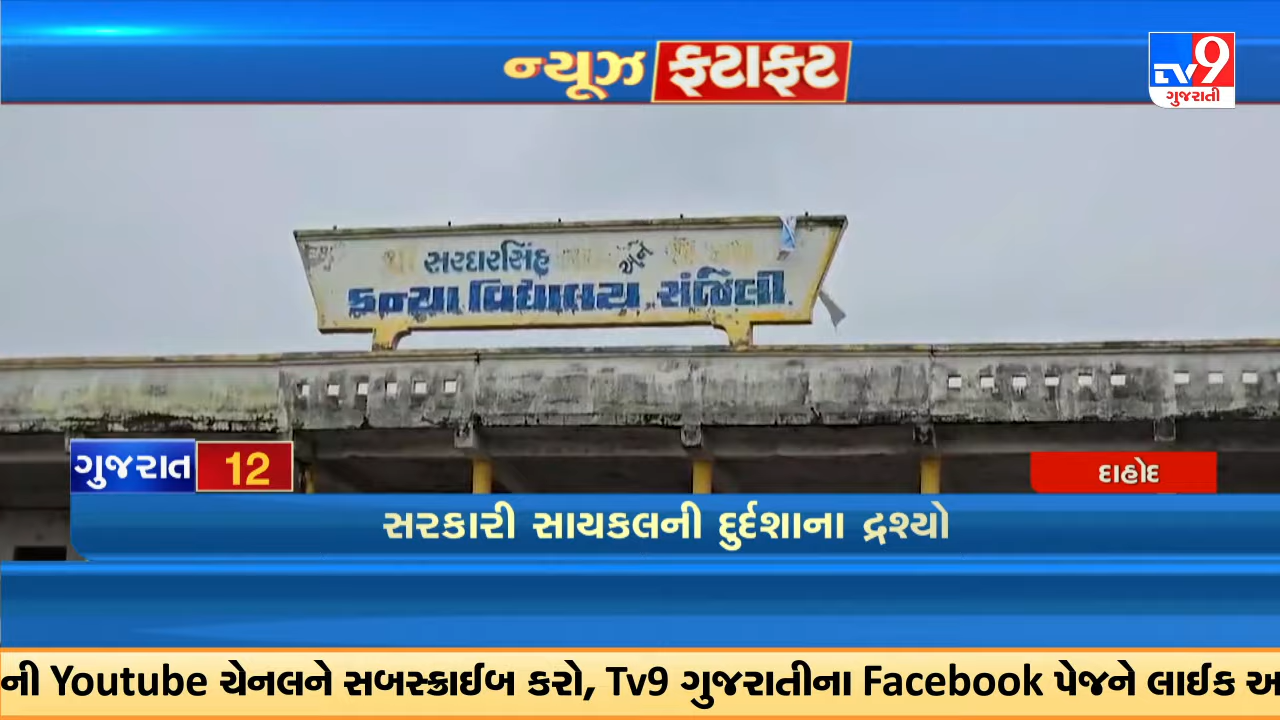 ન્યૂઝ ફટાફટ
tv9
ગુજરાતી
સરદારસિંહ
અને
કન્યા વિદ્યાલય, સંજેલી.
ગુજરાત 12
દાહોદ
સરકારી સાયકલની દુર્દશાના દ્રશ્યો
ની Youtube ચેનલને સબસ્ક્રાઈબ કરો, Tv9 ગુજરાતીના Facebook પેજને લાઈક અ